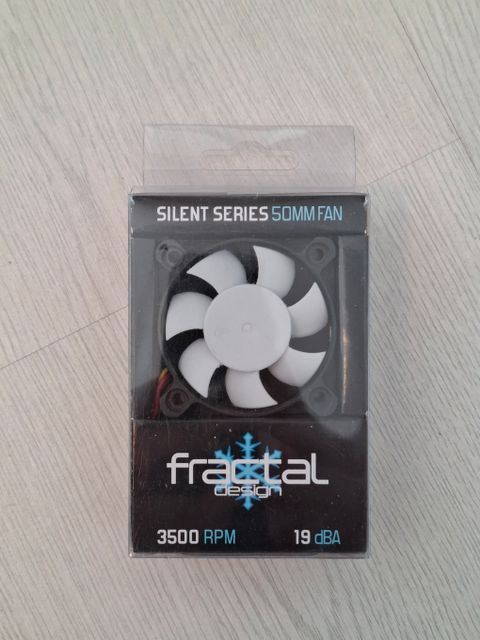 SILENT SERIES 50MM FAN
fractal
design
3500 RPM 19 dBA